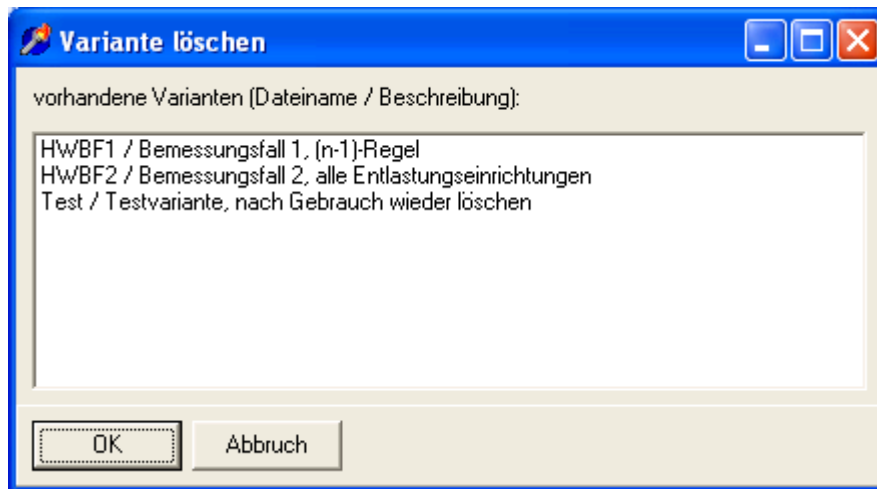 Variante löschen
vorhandene Varianten (Dateiname / Beschreibung):
HWBF1 / Bemessungsfall 1, (n-1)-Regel
HWBF2 / Bemessungsfall 2, alle Entlastungseinrichtungen
Test / Testvariante, nach Gebrauch wieder löschen
OK
Abbruch